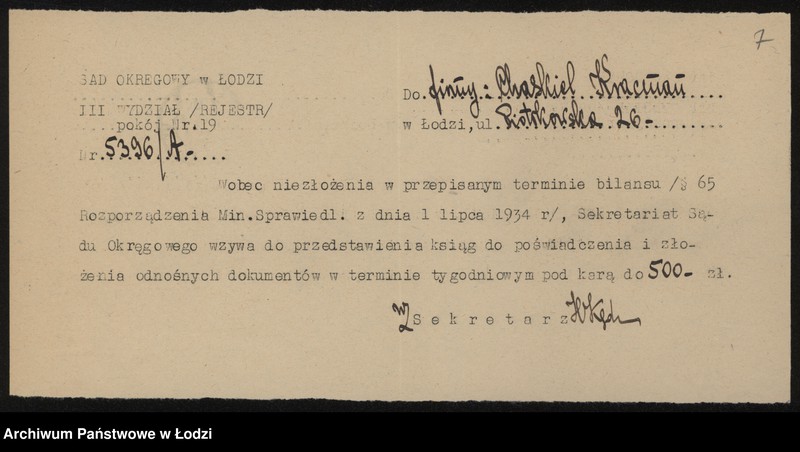 7
SĄD OKRĘGOWY w ŁODZI
III WYDZIAŁ /REJESTR/
pokój Nr.19
Nr. 5396/A-.....
Do firmy: Chaskiel Kracman....
w Łodzi, ul. Piotrkowska 26-.........
Wobec niezłożenia w przepisanym terminie bilansu /§ 65
Rozporządzenia Min.Sprawiedl. z dnia 1 lipca 1934 r/, Sekretariat Są-
du Okręgowego wzywa do przedstawienia ksiąg do poświadczenia i zło-
żenia odnośnych dokumentów w terminie tygodniowym pod karą do 500- zł.
wz Sekretarz
Archiwum Państwowe w Łodzi